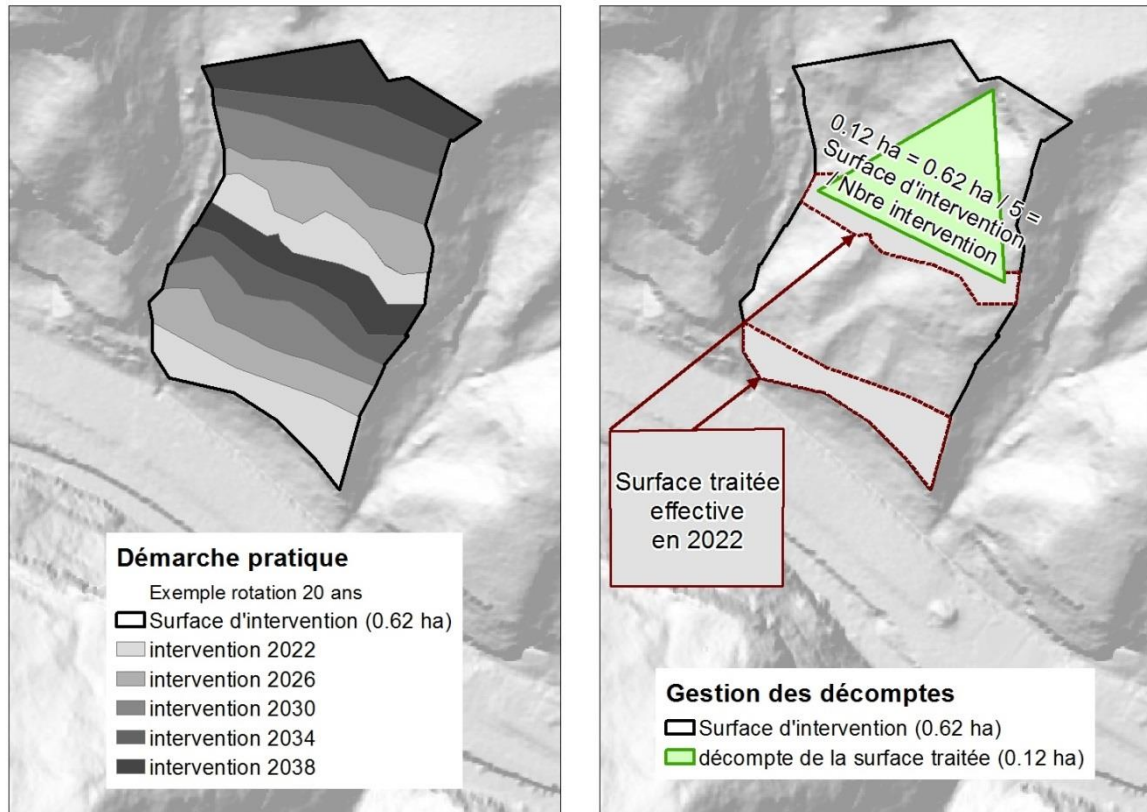 Démarche pratique
Exemple rotation 20 ans
Surface d'intervention (0.62 ha)
intervention 2022
intervention 2026
intervention 2030
intervention 2034
intervention 2038
0.12 ha = 0.62 ha / 5 =
Surface d'intervention
/ Nbre intervention
Surface traitée
effective
en 2022
Gestion des décomptes
Surface d'intervention (0.62 ha)
décompte de la surface traitée (0.12 ha)